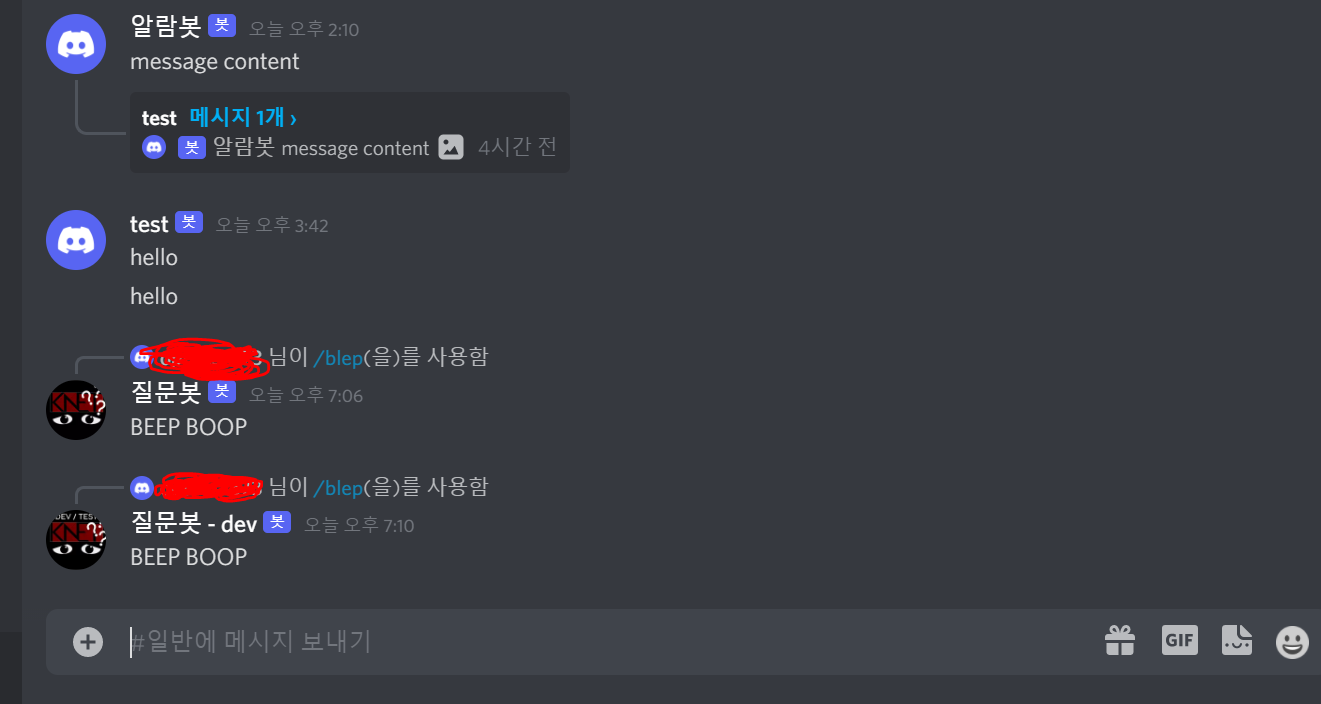 알람봇 봇 오늘 오후 2:10
message content
test 메시지 1개 ›
봇 알람봇 message content 4시간 전
test 봇 오늘 오후 3:42
hello
hello
님이 /blep(을)를 사용함
질문봇 봇 오늘 오후 7:06
BEEP BOOP
님이 /blep(을)를 사용함
질문봇 - dev 봇 오늘 오후 7:10
DEV / TEST
BEEP BOOP
#일반에 메시지 보내기
GIF